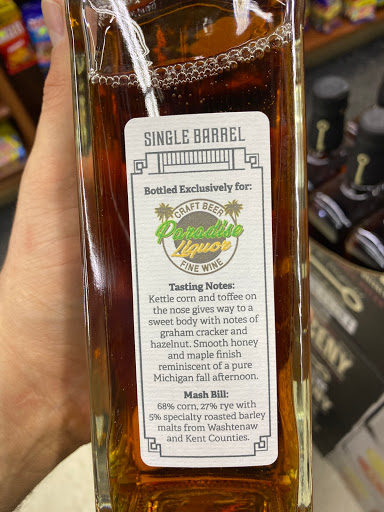 SINGLE BARREL
Bottled Exclusively for:
CRAFT BEER
Paradise
Liquor
FINE WINE
Tasting Notes:
Kettle corn and toffee on
the nose gives way to a
sweet body with notes of
graham cracker and
hazelnut. Smooth honey
and maple finish
reminiscent of a pure
Michigan fall afternoon.
Mash Bill:
68% corn, 27% rye with
5% specialty roasted barley
malts from Washtenaw
and Kent Counties.